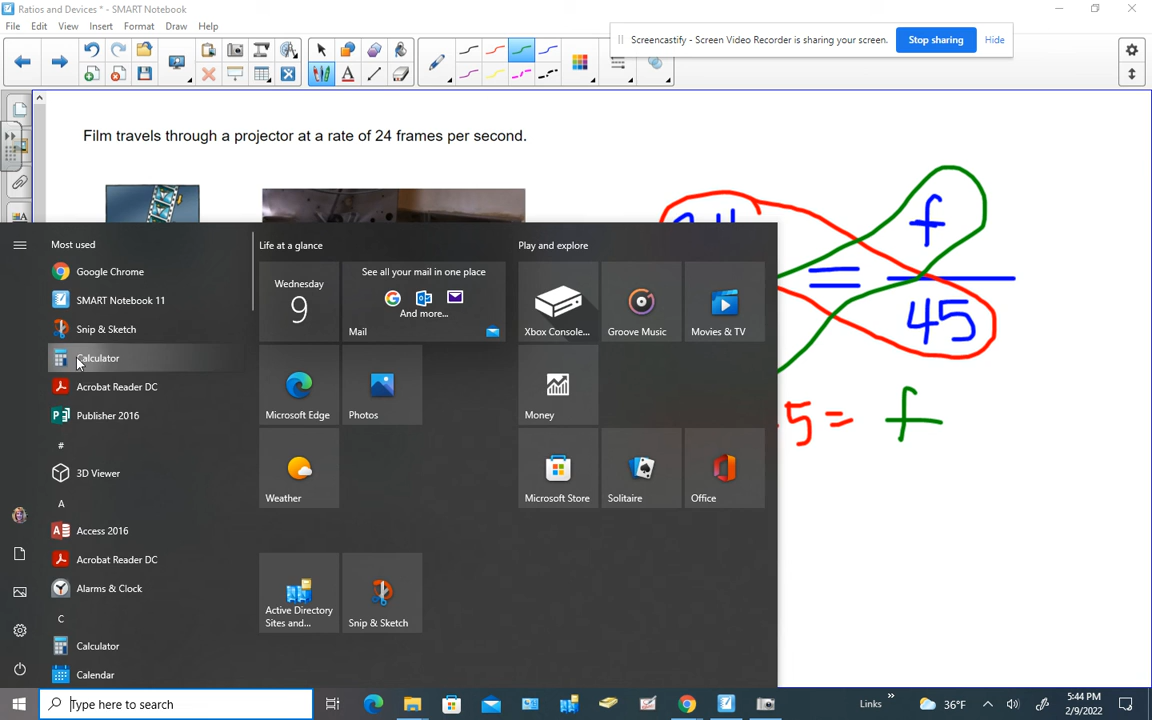 Ratios and Devices * - SMART Notebook
File Edit View Insert Format Tools Add-ons Draw Help
Screencastify - Screen Video Recorder is sharing your screen. Stop sharing Hide
Film travels through a projector at a rate of 24 frames per second.
24 = f
45
5 = f
Most used
Google Chrome
SMART Notebook 11
Snip & Sketch
Calculator
Acrobat Reader DC
Publisher 2016
#
3D Viewer
A
Access 2016
Acrobat Reader DC
Alarms & Clock
C
Calculator
Calendar
Life at a glance
Wednesday
9
See all your mail in one place
And more...
Mail
Microsoft Edge
Photos
Weather
Active Directory
Sites and...
Snip & Sketch
Play and explore
Xbox Console...
Groove Music
Movies & TV
Money
Microsoft Store
Solitaire
Office
Type here to search
Links
36°F
5:44 PM
2/9/2022